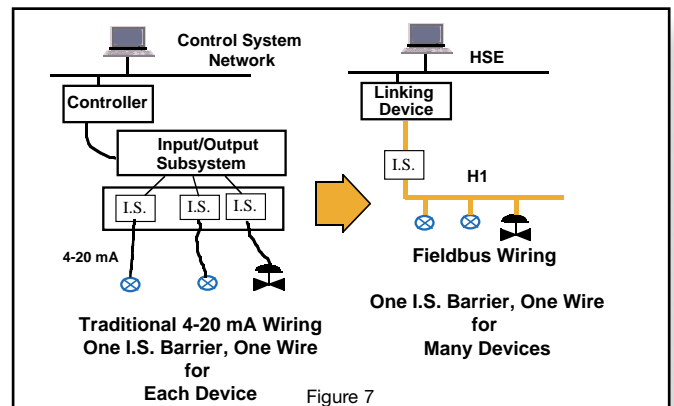 Control System
Network
Controller
Input/Output
Subsystem
I.S.
I.S.
I.S.
4-20 mA
Traditional 4-20 mA Wiring
One I.S. Barrier, One Wire
for
Each Device
HSE
Linking
Device
I.S.
H1
Fieldbus Wiring
One I.S. Barrier, One Wire
for
Many Devices
Figure 7